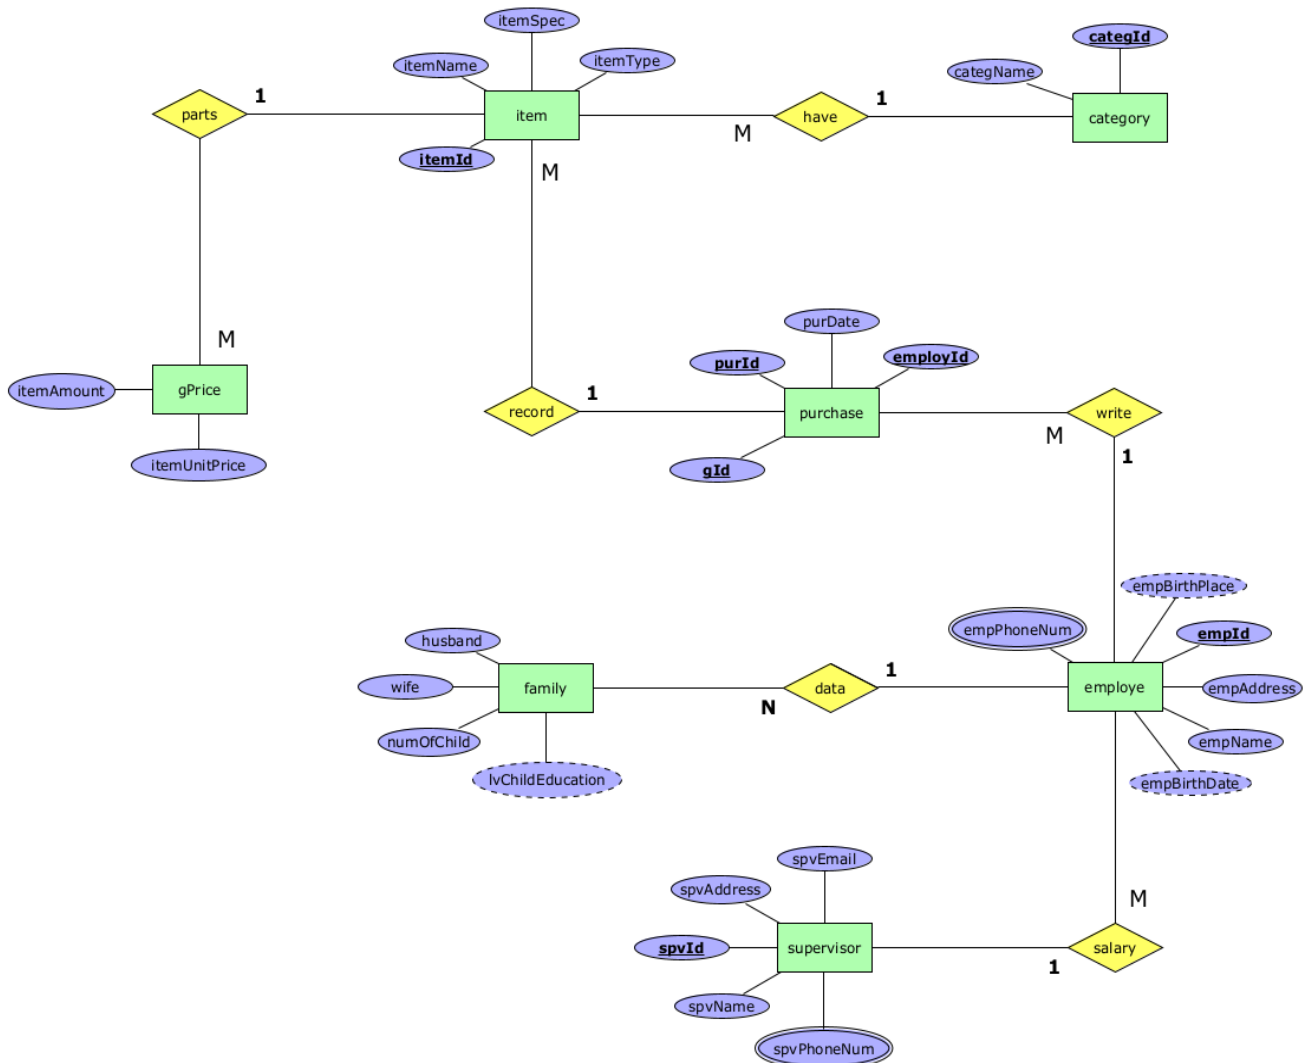 itemSpec
categId
itemName
itemType
categName
1
1
parts
item
have
category
M
itemId
M
purDate
M
purId
employId
itemAmount
gPrice
1
record
purchase
write
M
1
itemUnitPrice
gId
empBirthPlace
empPhoneNum
empId
husband
1
wife
family
data
employe
empAddress
N
numOfChild
empName
lvChildEducation
empBirthDate
spvEmail
spvAddress
M
spvId
supervisor
salary
1
spvName
spvPhoneNum